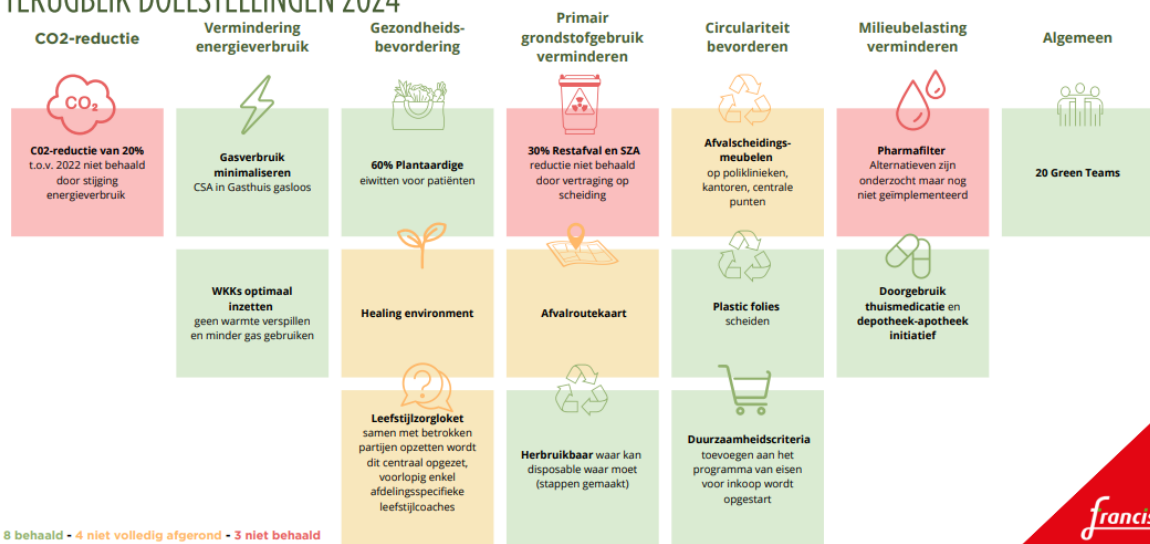 TERUGBLIK DOELSTELLINGEN 2024
CO2-reductie
Vermindering
energieverbruik
Gezondheids-
bevordering
Primair
grondstofgebruik
verminderen
Circulariteit
bevorderen
Milieubelasting
verminderen
Algemeen
CO₂
C02-reductie van 20%
t.o.v. 2022 niet behaald
door stijging
energieverbruik
Gasverbruik
minimaliseren
CSA in Gasthuis gasloos
60% Plantaardige
eiwitten voor patiënten
30% Restafval en SZA
reductie niet behaald
door vertraging op
scheiding
Afvalscheidings-
meubelen
op poliklinieken,
kantoren, centrale
punten
Pharmafilter
Alternatieven zijn
onderzocht maar nog
niet geïmplementeerd
20 Green Teams
WKKs optimaal
inzetten
geen warmte verspillen
en minder gas gebruiken
Healing environment
Afvalroutekaart
Plastic folies
scheiden
Doorgebruik
thuismedicatie en
depotheek-apotheek
initiatief
Leefstijlzorgloket
samen met betrokken
partijen opzetten wordt
dit centraal opgezet,
voorlopig enkel
afdelingsspecifieke
leefstijlcoaches
Herbruikbaar waar kan
disposable waar moet
(stappen gemaakt)
Duurzaamheidscriteria
toevoegen aan het
programma van eisen
voor inkoop wordt
opgestart
8 behaald - 4 niet volledig afgerond - 3 niet behaald
francis